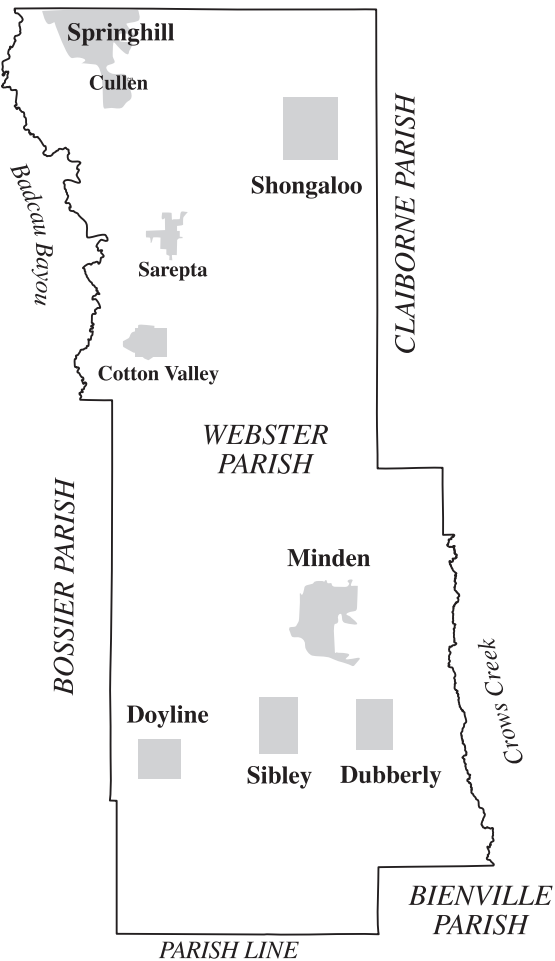 Springhill
Cullen
Shongaloo
CLAIBORNE PARISH
Badcau Bayou
Sarepta
Cotton Valley
WEBSTER
PARISH
BOSSIER PARISH
Minden
Crows Creek
Doyline
Sibley
Dubberly
BIENVILLE
PARISH
PARISH LINE